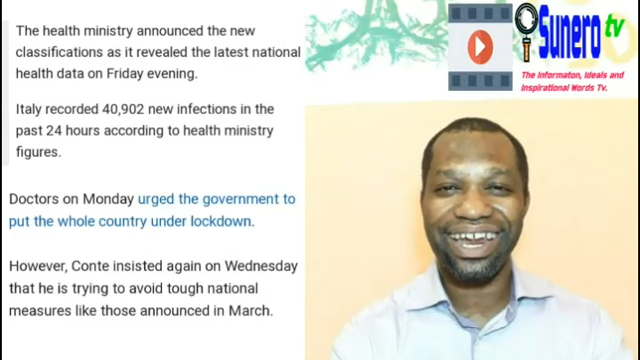 The health ministry announced the new
classifications as it revealed the latest national
health data on Friday evening.
Italy recorded 40,902 new infections in the
past 24 hours according to health ministry
figures.
Doctors on Monday urged the government to
put the whole country under lockdown.
However, Conte insisted again on Wednesday
that he is trying to avoid tough national
measures like those announced in March.
Sunero tv
The Informaton, Ideals and
Inspirational Words Tv.